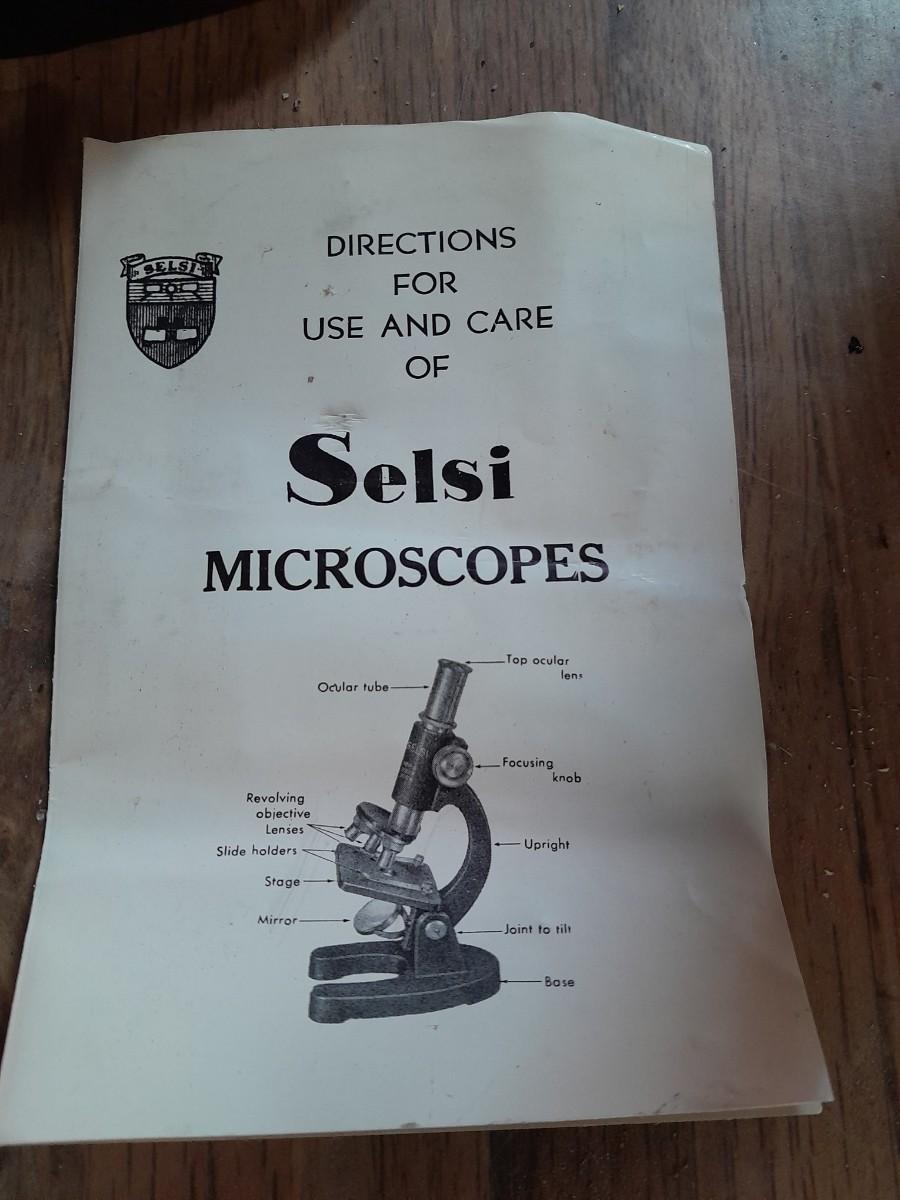 SELSI
DIRECTIONS
FOR
USE AND CARE
OF
Selsi
MICROSCOPES
Top ocular
lens
Ocular tube
Focusing
knob
Revolving
objective
Lenses
Slide holders
Upright
Stage
Mirror
Joint to tilt
Base